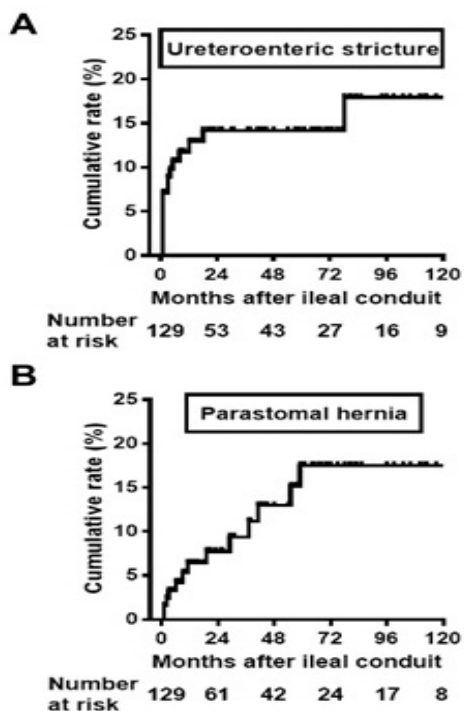 A
Ureteroenteric stricture
Cumulative rate (%)
25
20
15
10
5
0
0 24 48 72 96 120
Months after ileal conduit
Number at risk
129 53 43 27 16 9
B
Parastomal hernia
Cumulative rate (%)
25
20
15
10
5
0
0 24 48 72 96 120
Months after ileal conduit
Number at risk
129 61 42 24 17 8